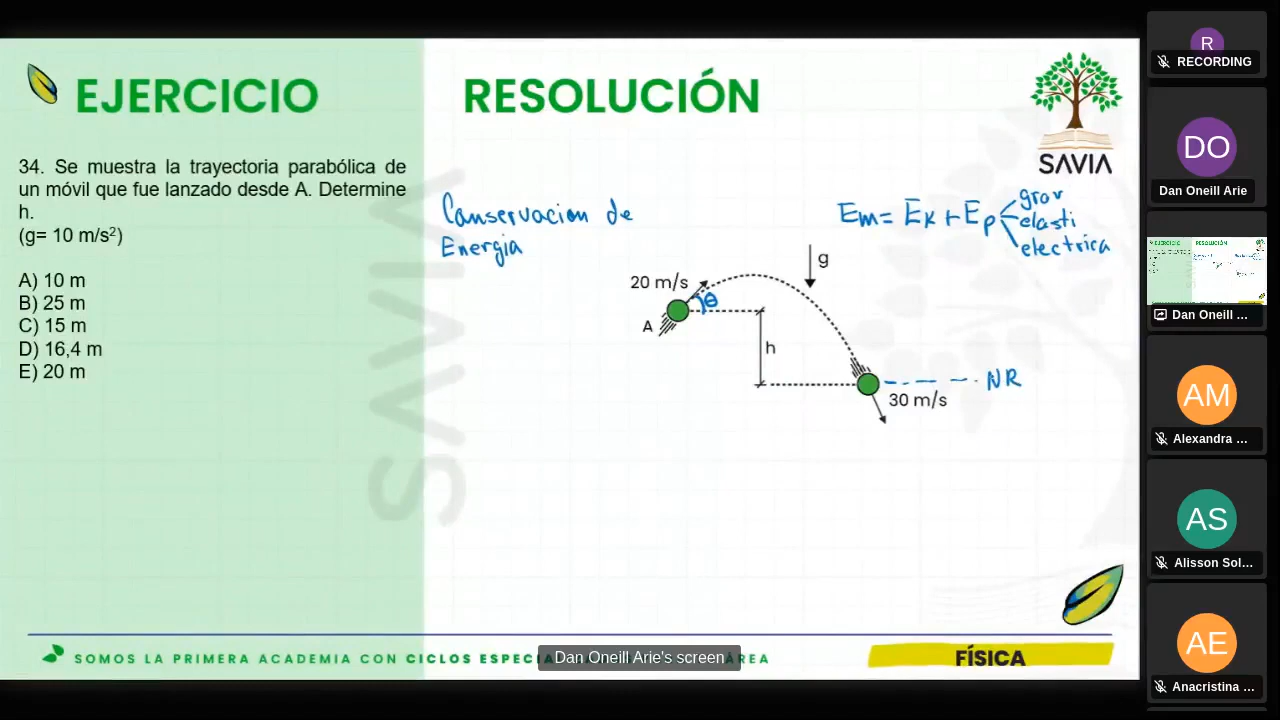 EJERCICIO
RESOLUCIÓN
SAVIA
34. Se muestra la trayectoria parabólica de
un móvil que fue lanzado desde A. Determine
h.
(g= 10 m/s²)
A) 10 m
B) 25 m
C) 15 m
D) 16,4 m
E) 20 m
Conservacion de
Energia
Em = Ek + Ep
grav
elasti
electrica
g
20 m/s
θ
A
h
NR
30 m/s
SAVIA
SOMOS LA PRIMERA ACADEMIA CON CICLOS ESPECIA
ÁREA
Dan Oneill Arie's screen
FÍSICA
R
RECORDING
DO
Dan Oneill Arie
Dan Oneill ...
AM
Alexandra ...
AS
Alisson Sol...
AE
Anacristina ...